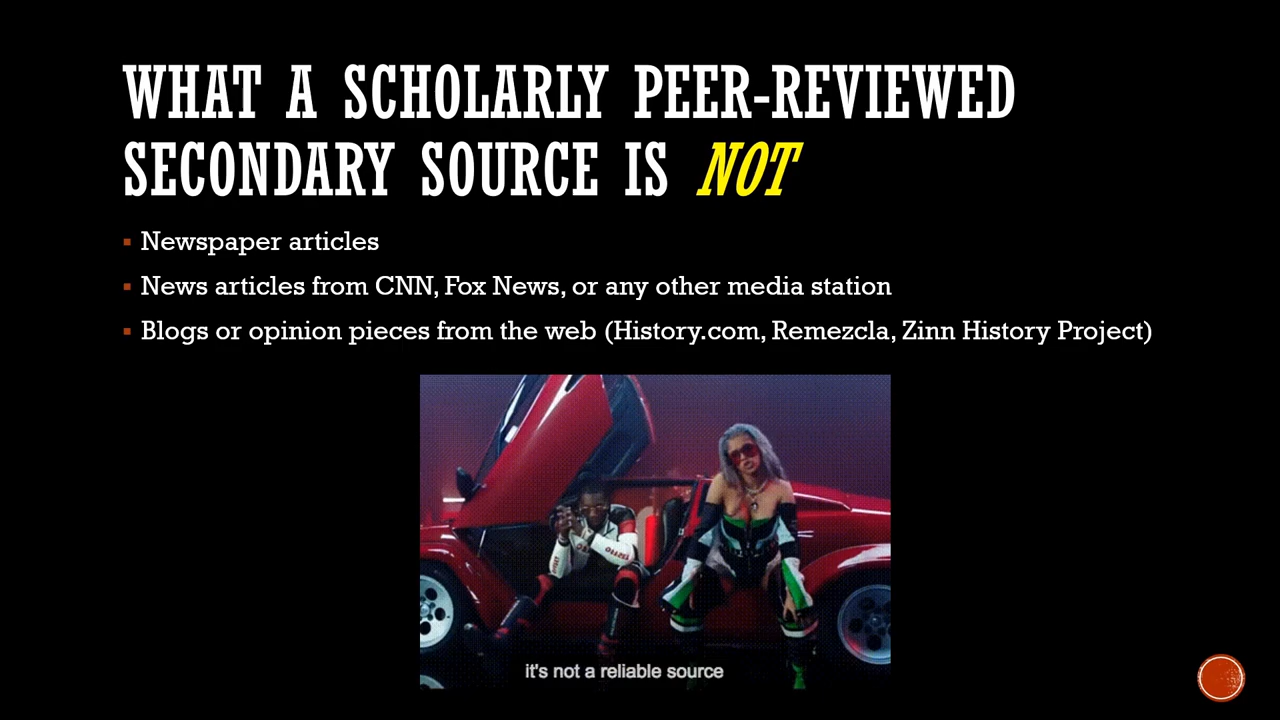 WHAT A SCHOLARLY PEER-REVIEWED
SECONDARY SOURCE IS NOT
Newspaper articles
News articles from CNN, Fox News, or any other media station
Blogs or opinion pieces from the web (History.com, Remezcla, Zinn History Project)
it's not a reliable source